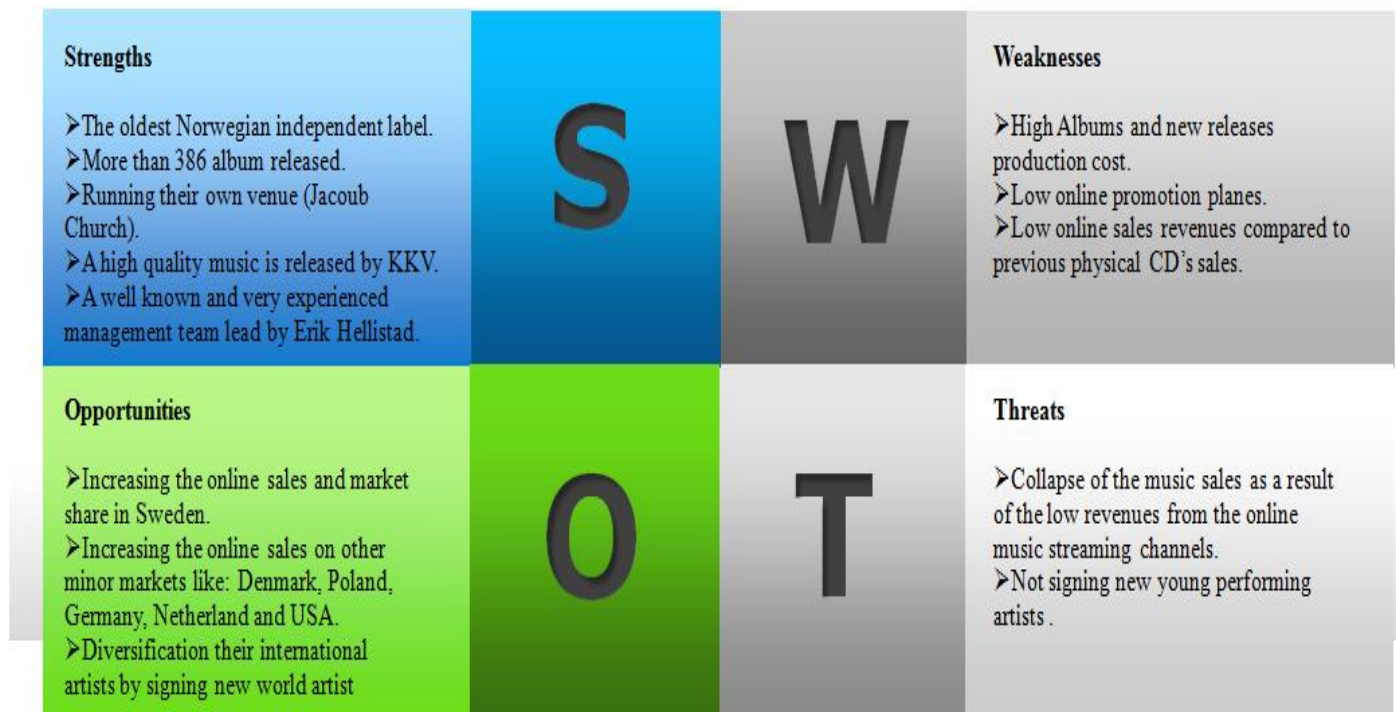 Strengths
➢The oldest Norwegian independent label.
➢More than 386 album released.
➢Running their own venue (Jacoub
Church).
➢A high quality music is released by KKV.
➢A well known and very experienced
management team lead by Erik Hellistad.
S
W
Weaknesses
➢High Albums and new releases
production cost.
➢Low online promotion planes.
➢Low online sales revenues compared to
previous physical CD’s sales.
Opportunities
➢Increasing the online sales and market
share in Sweden.
➢Increasing the online sales on other
minor markets like: Denmark, Poland,
Germany, Netherland and USA.
➢Diversification their international
artists by signing new world artist
O
T
Threats
➢Collapse of the music sales as a result
of the low revenues from the online
music streaming channels.
➢Not signing new young performing
artists .